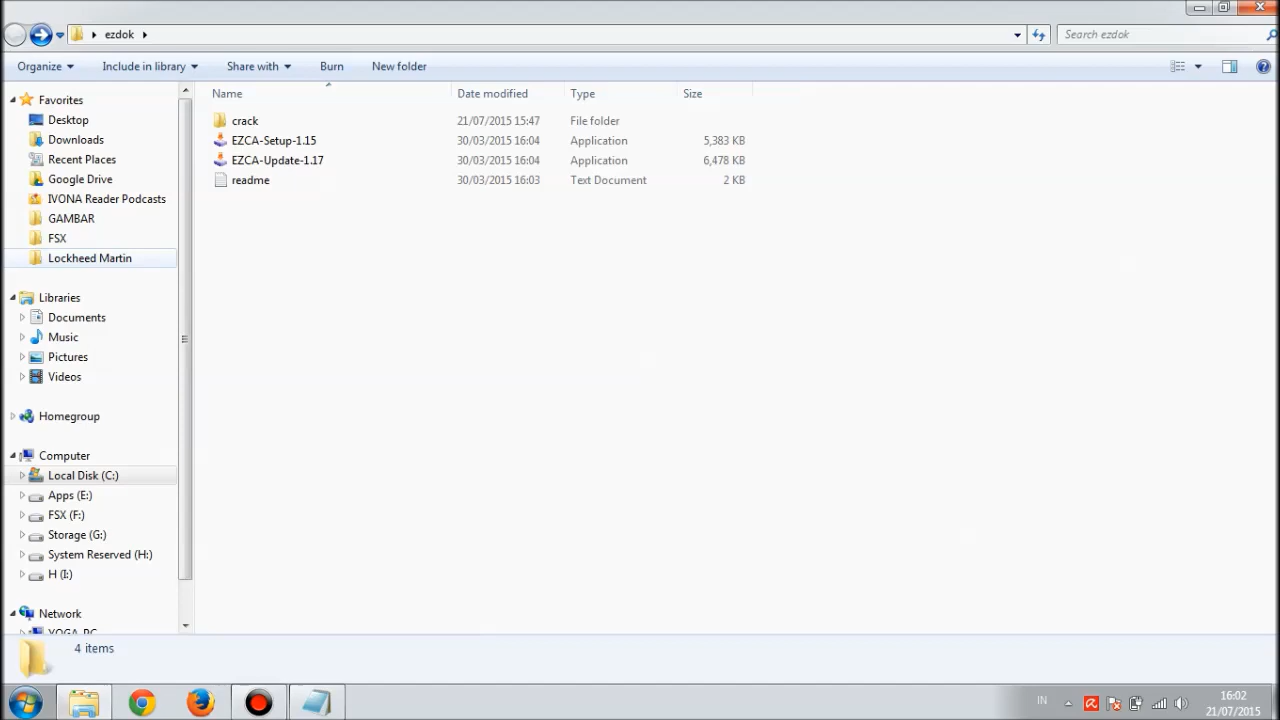 ezdok
Search ezdok
Organize Include in library Share with Burn New folder
Name Date modified Type Size
Favorites
Desktop
Downloads
Recent Places
Google Drive
IVONA Reader Podcasts
GAMBAR
FSX
Lockheed Martin
Libraries
Documents
Music
Pictures
Videos
Homegroup
Computer
Local Disk (C:)
Apps (E:)
FSX (F:)
Storage (G:)
System Reserved (H:)
H (I:)
Network
YOGA-PC
crack 21/07/2015 15:47 File folder
EZCA-Setup-1.15 30/03/2015 16:04 Application 5,383 KB
EZCA-Update-1.17 30/03/2015 16:04 Application 6,478 KB
readme 30/03/2015 16:03 Text Document 2 KB
4 items
IN
16:02
21/07/2015